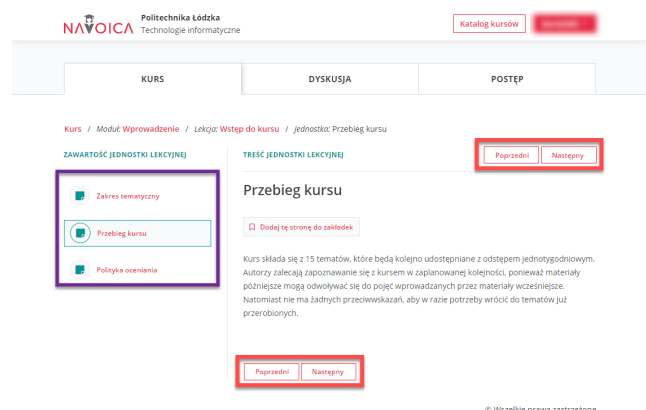 NAVOICA
Politechnika Łódzka
Technologie informatyczne
Katalog kursów
KURS
DYSKUSJA
POSTĘP
Kurs / Moduł: Wprowadzenie / Lekcja: Wstęp do kursu / Jednostka: Przebieg kursu
ZAWARTOŚĆ JEDNOSTKI LEKCYJNEJ
TREŚĆ JEDNOSTKI LEKCYJNEJ
Poprzedni
Następny
Zakres tematyczny
Przebieg kursu
Polityka oceniania
Przebieg kursu
Dodaj tę stronę do zakładek
Kurs składa się z 15 tematów, które będą kolejno udostępniane z odstępem jednotygodniowym.
Autorzy zalecają zapoznawanie się z kursem w zaplanowanej kolejności, ponieważ materiały
późniejsze mogą odwoływać się do pojęć wprowadzanych przez materiały wcześniejsze.
Natomiast nie ma żadnych przeciwwskazań, aby w razie potrzeby wrócić do tematów już
przerobionych.
Poprzedni
Następny
© Wszelkie prawa zastrzeżone